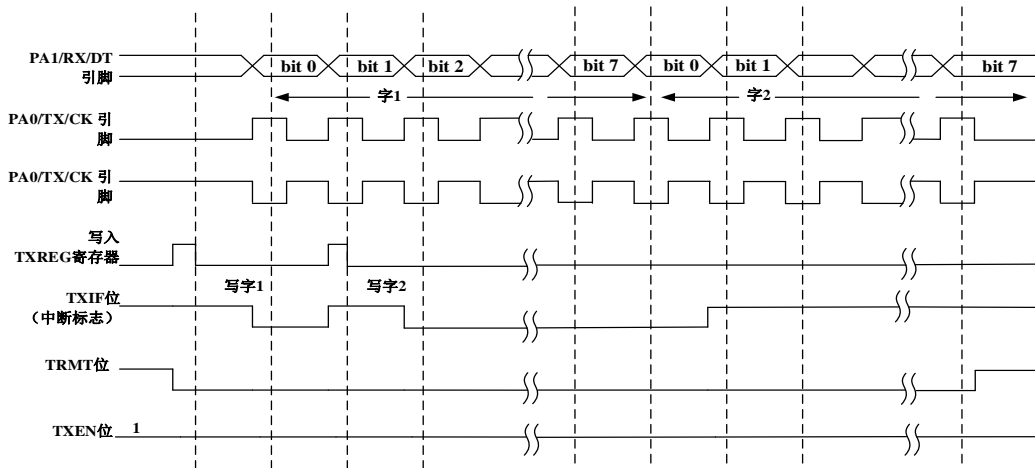 PA1/RX/DT
引脚
bit 0 bit 1 bit 2 bit 7 bit 0 bit 1 bit 7
字1 字2
PA0/TX/CK 引
脚
PA0/TX/CK 引
脚
写入
TXREG寄存器
写字1 写字2
TXIF位
（中断标志）
TRMT位
TXEN位 1